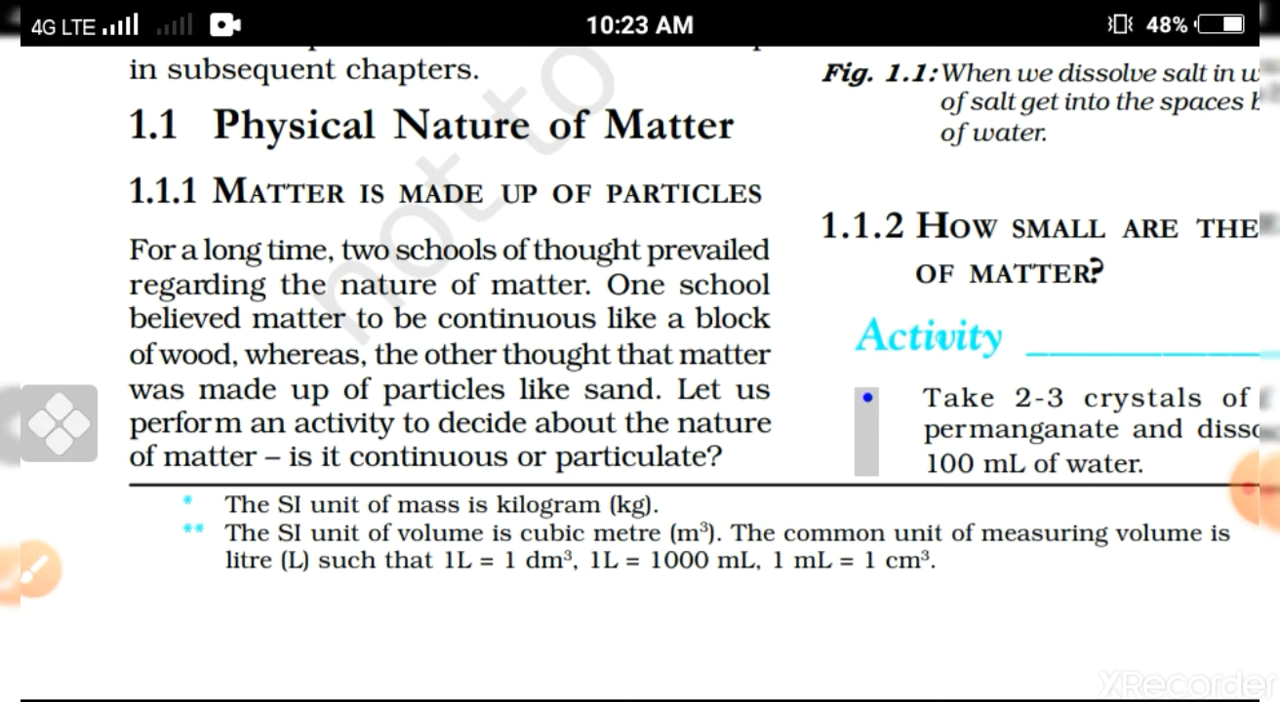 4G LTE 10:23 AM 48%
in subsequent chapters.
1.1 Physical Nature of Matter
1.1.1 MATTER IS MADE UP OF PARTICLES
For a long time, two schools of thought prevailed
regarding the nature of matter. One school
believed matter to be continuous like a block
of wood, whereas, the other thought that matter
was made up of particles like sand. Let us
perform an activity to decide about the nature
of matter – is it continuous or particulate?
Fig. 1.1: When we dissolve salt in
of salt get into the spaces
of water.
1.1.2 HOW SMALL ARE THE
OF MATTER?
Activity
• Take 2-3 crystals of
permanganate and
100 mL of water.
* The SI unit of mass is kilogram (kg).
** The SI unit of volume is cubic metre (m³). The common unit of measuring volume is
litre (L) such that 1L = 1 dm³, 1L = 1000 mL, 1 mL = 1 cm³.
not to
XRecorder